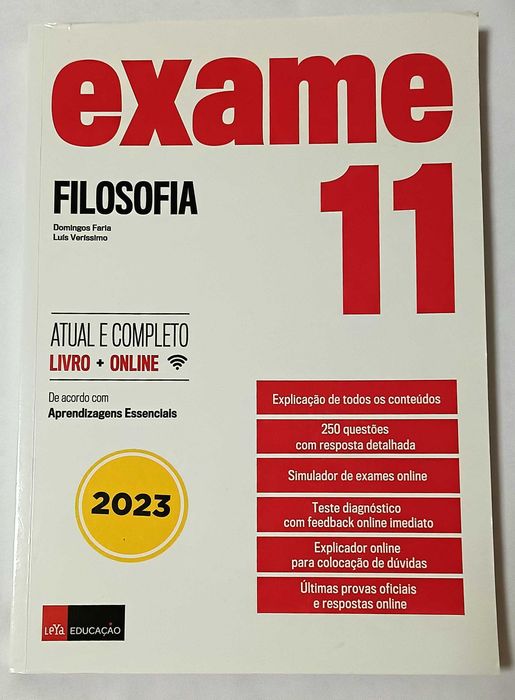 exame
11
FILOSOFIA
Domingos Faria
Luís Veríssimo
ATUAL E COMPLETO
LIVRO + ONLINE
De acordo com
Aprendizagens Essenciais
2023
Explicação de todos os conteúdos
250 questões
com resposta detalhada
Simulador de exames online
Teste diagnóstico
com feedback online imediato
Explicador online
para colocação de dúvidas
Últimas provas oficiais
e respostas online
LeYa EDUCAÇÃO